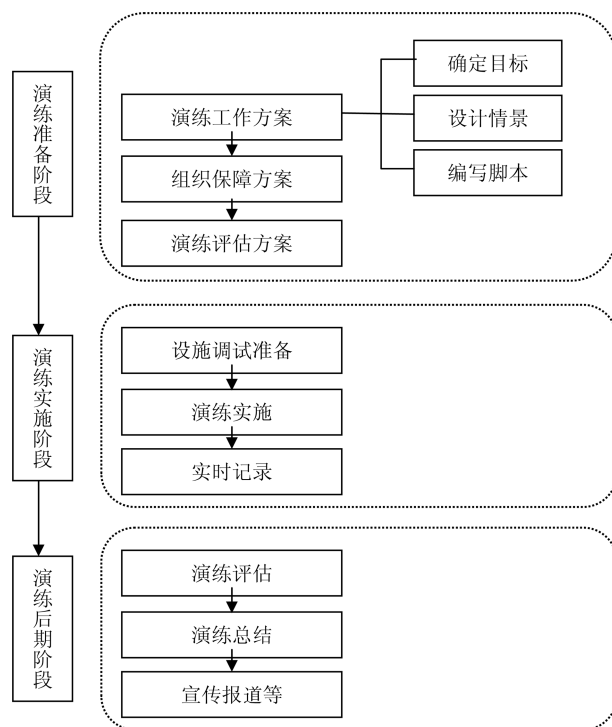 演练准备阶段
确定目标
演练工作方案
设计情景
编写脚本
组织保障方案
演练评估方案
演练实施阶段
设施调试准备
演练实施
实时记录
演练后期阶段
演练评估
演练总结
宣传报道等